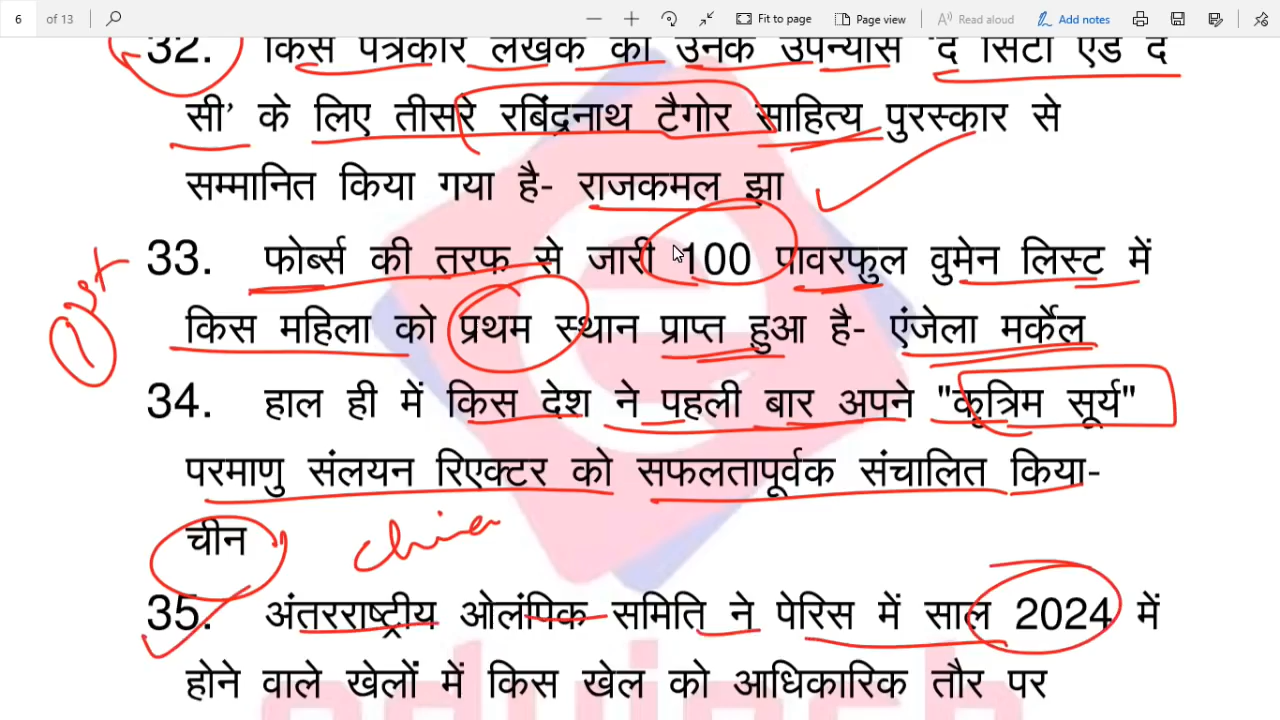 6 of 13 Fit to page Page view Read aloud Add notes
32. किस पत्रकार लेखक को उनके उपन्यास 'द सिटी एंड द
सी' के लिए तीसरे रबिंद्रनाथ टैगोर साहित्य पुरस्कार से
सम्मानित किया गया है- राजकमल झा
33. फोर्ब्स की तरफ से जारी 100 पावरफुल वुमेन लिस्ट में
किस महिला को प्रथम स्थान प्राप्त हुआ है- एंजेला मर्केल
1st
34. हाल ही में किस देश ने पहली बार अपने "कृत्रिम सूर्य"
परमाणु संलयन रिएक्टर को सफलतापूर्वक संचालित किया-
चीन china
35. अंतरराष्ट्रीय ओलंपिक समिति ने पेरिस में साल 2024 में
होने वाले खेलों में किस खेल को आधिकारिक तौर पर